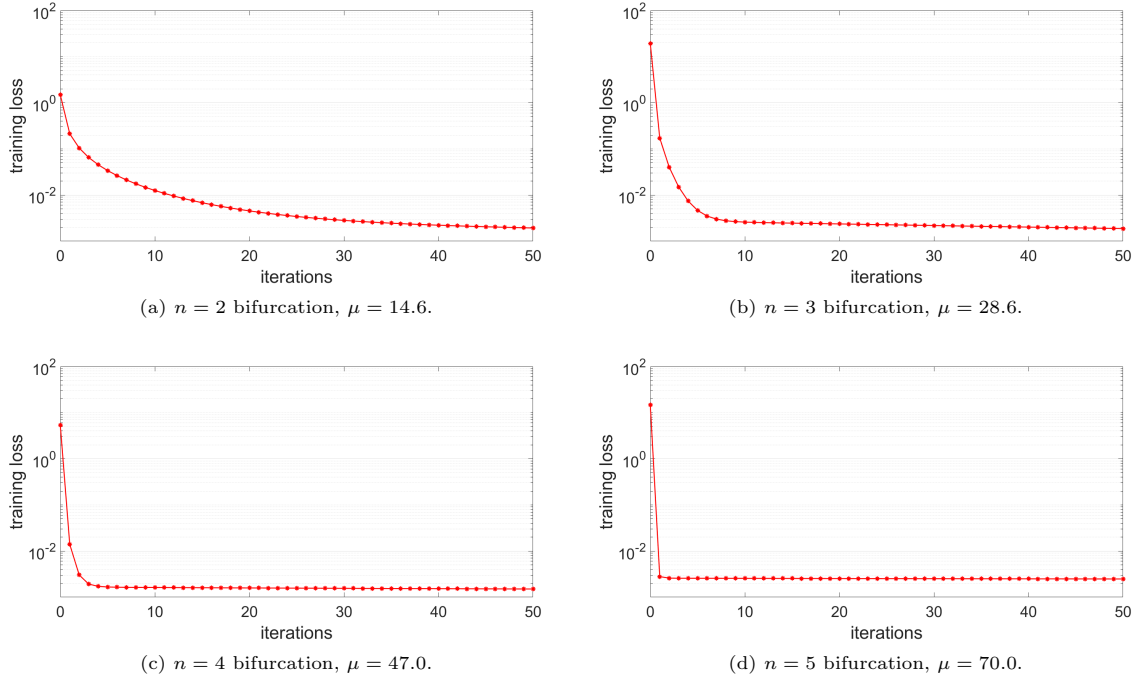 10^2
10^0
10^-2
training loss
0 10 20 30 40 50
iterations
(a) n = 2 bifurcation, μ = 14.6.
10^2
10^0
10^-2
training loss
0 10 20 30 40 50
iterations
(b) n = 3 bifurcation, μ = 28.6.
10^2
10^0
10^-2
training loss
0 10 20 30 40 50
iterations
(c) n = 4 bifurcation, μ = 47.0.
10^2
10^0
10^-2
training loss
0 10 20 30 40 50
iterations
(d) n = 5 bifurcation, μ = 70.0.